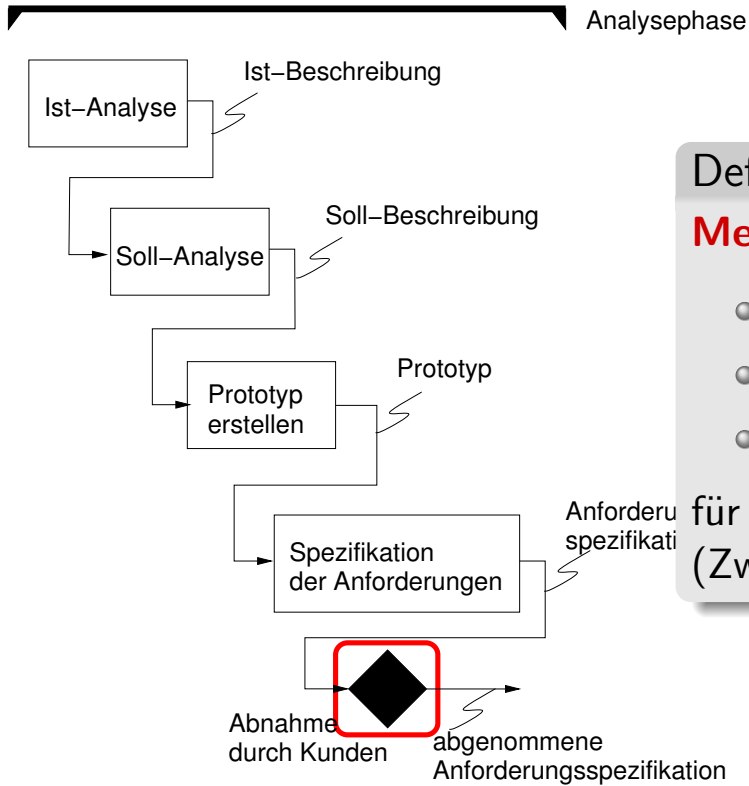 Analysephase
Ist–Beschreibung
Ist–Analyse
Soll–Beschreibung
Soll–Analyse
Prototyp
Prototyp
erstellen
Anforderu
spezifikati
Spezifikation
der Anforderungen
Abnahme
durch Kunden
abgenommene
Anforderungsspezifikation
Def
Me
für
(Zw